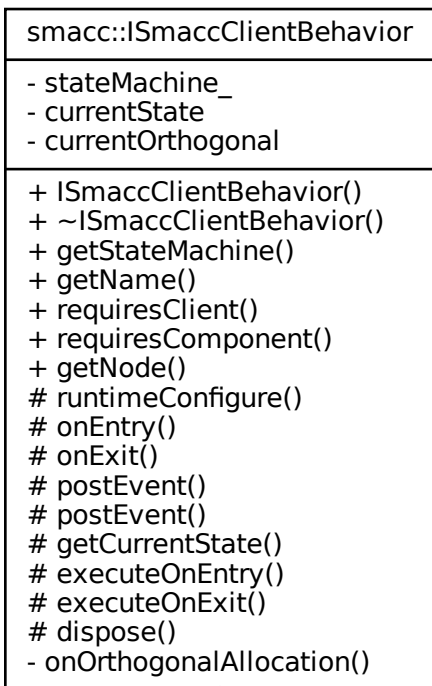 smacc::ISmaccClientBehavior
- stateMachine_
- currentState
- currentOrthogonal
+ ISmaccClientBehavior()
+ ~ISmaccClientBehavior()
+ getStateMachine()
+ getName()
+ requiresClient()
+ requiresComponent()
+ getNode()
# runtimeConfigure()
# onEntry()
# onExit()
# postEvent()
# postEvent()
# getCurrentState()
# executeOnEntry()
# executeOnExit()
# dispose()
- onOrthogonalAllocation()